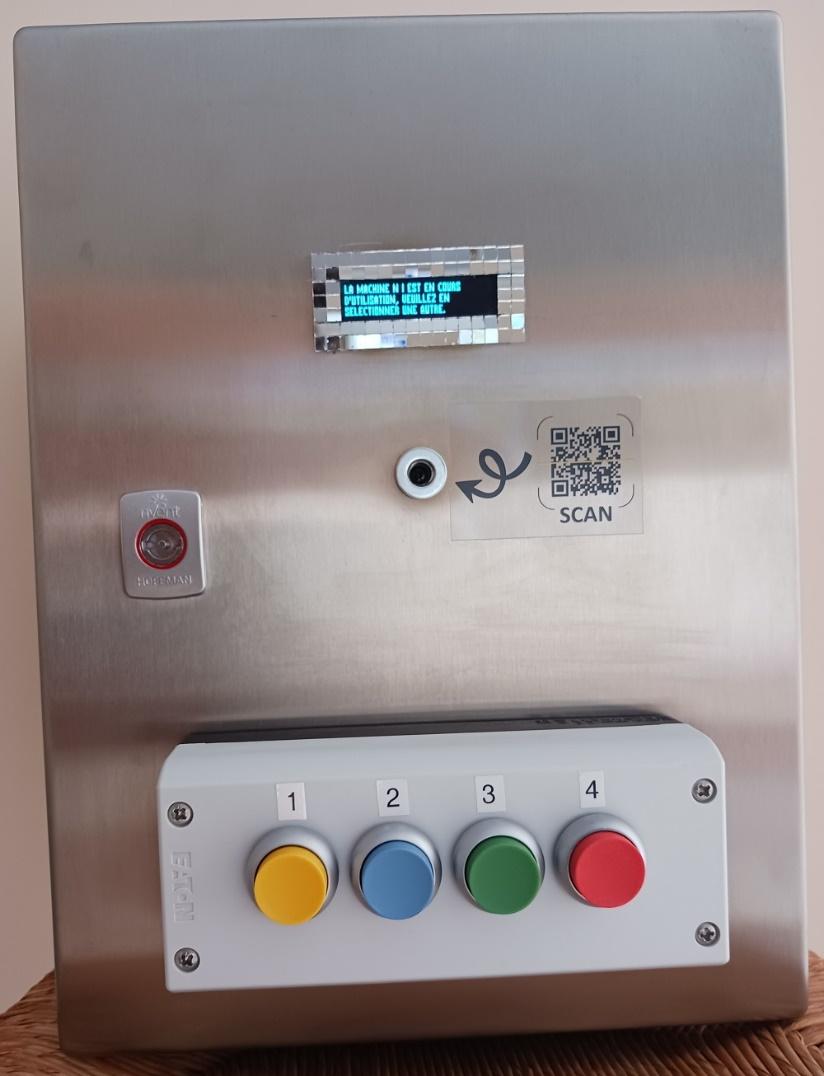 LA MACHINE N 1 EST EN COURS
D'UTILISATION, VEUILLEZ EN
SELECTIONNER UNE AUTRE.
SCAN
nVent
HOFFMAN
1
2
3
4
EATON